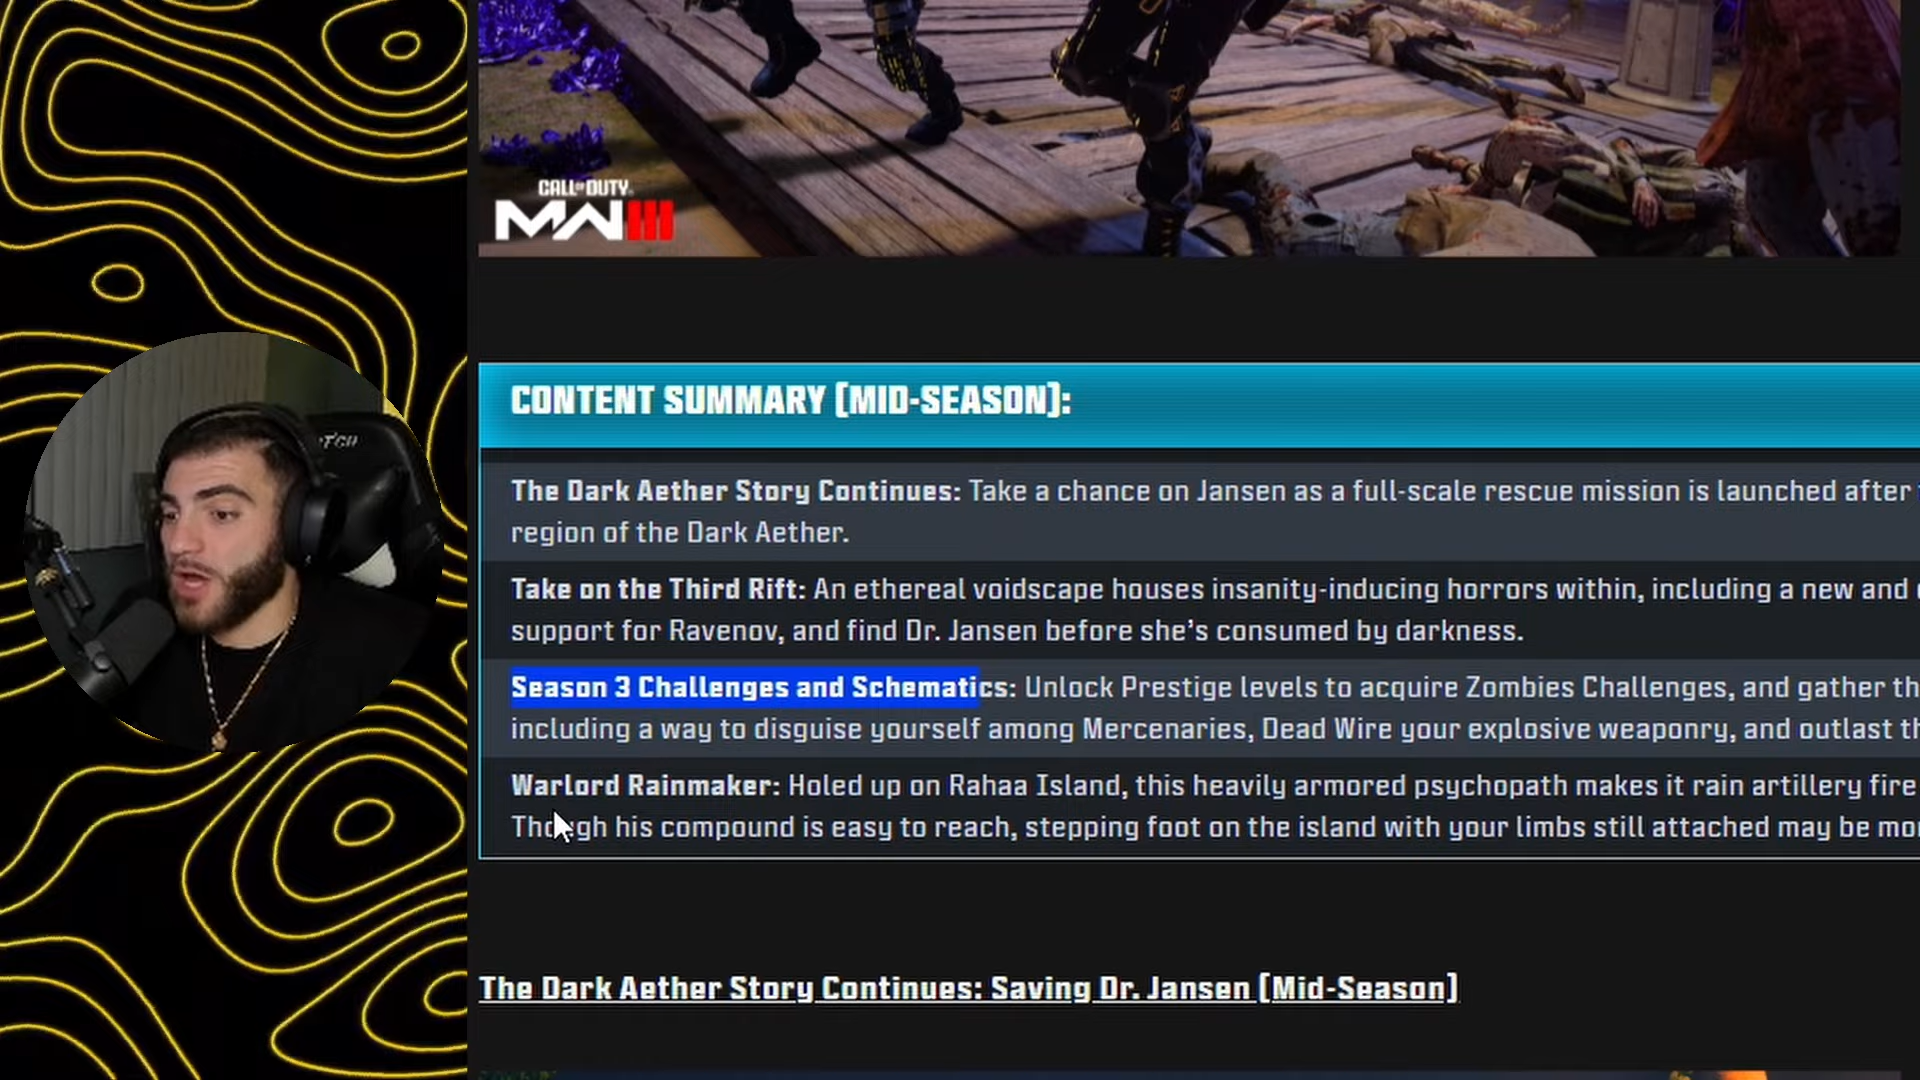 CALL OF DUTY
MWIII
CONTENT SUMMARY (MID-SEASON):
The Dark Aether Story Continues: Take a chance on Jansen as a full-scale rescue mission is launched after
region of the Dark Aether.
Take on the Third Rift: An ethereal voidscape houses insanity-inducing horrors within, including a new and
support for Ravenov, and find Dr. Jansen before she's consumed by darkness.
Season 3 Challenges and Schematics: Unlock Prestige levels to acquire Zombies Challenges, and gather
including a way to disguise yourself among Mercenaries, Dead Wire your explosive weaponry, and outlast
Warlord Rainmaker: Holed up on Rahaa Island, this heavily armored psychopath makes it rain artillery fire
Though his compound is easy to reach, stepping foot on the island with your limbs still attached may be
The Dark Aether Story Continues: Saving Dr. Jansen (Mid-Season)